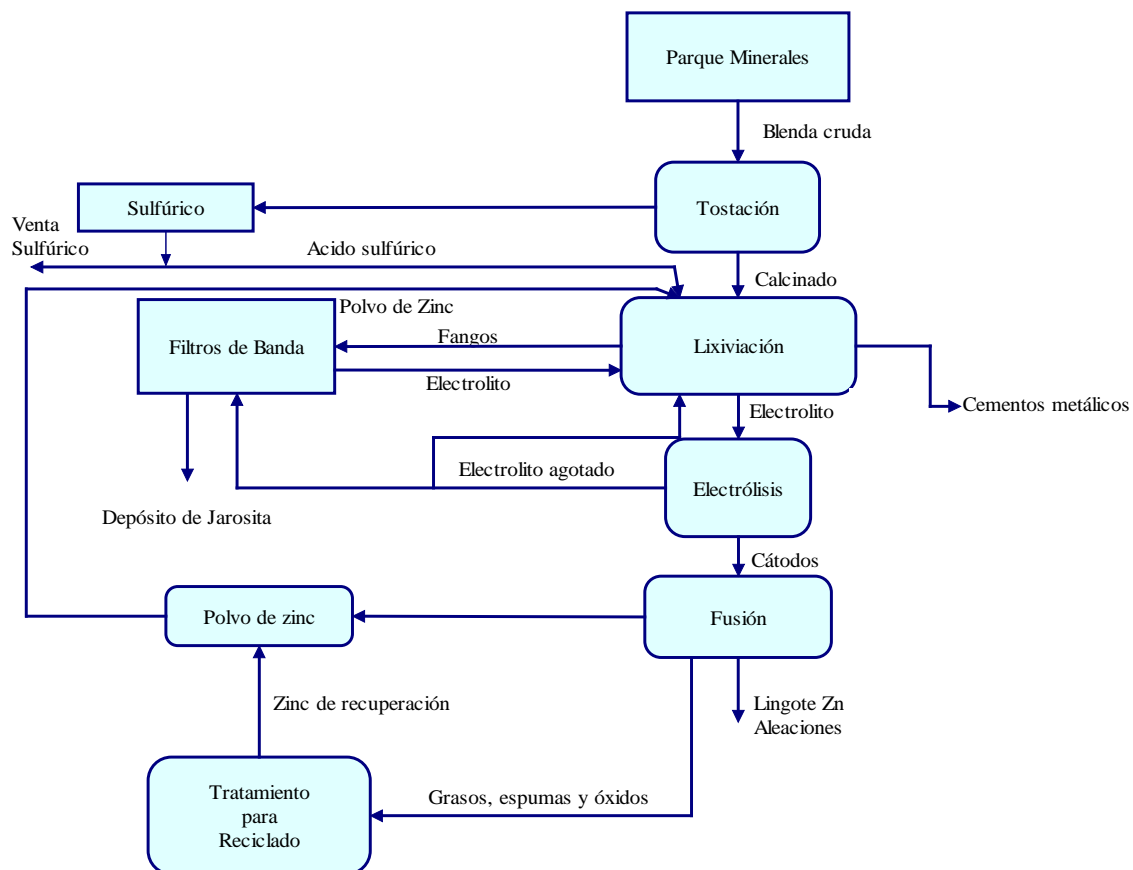 Parque Minerales
Blenda cruda
Tostación
Sulfúrico
Venta
Sulfúrico
Acido sulfúrico
Calcinado
Polvo de Zinc
Fangos
Filtros de Banda
Lixiviación
Electrolito
Cementos metálicos
Electrolito
Electrolito agotado
Electrólisis
Depósito de Jarosita
Cátodos
Polvo de zinc
Fusión
Zinc de recuperación
Lingote Zn
Aleaciones
Tratamiento
para
Reciclado
Grasos, espumas y óxidos